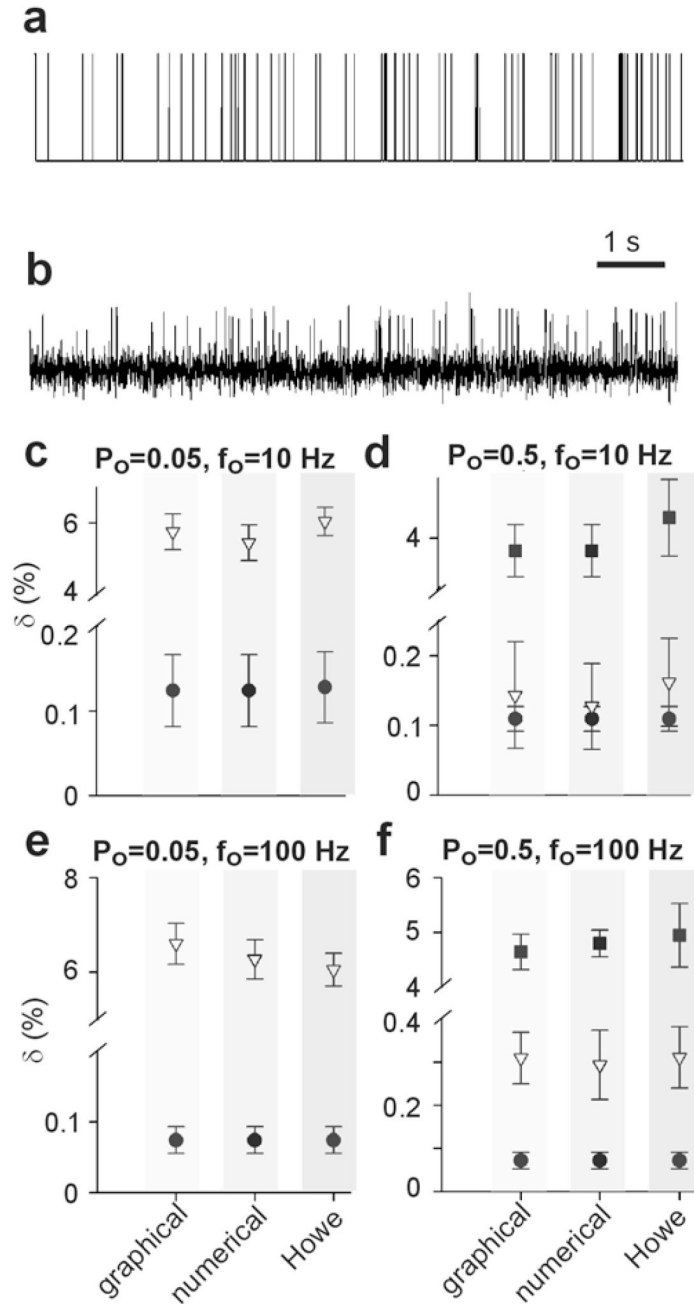 a
1 s
b
c
Pₒ=0.05, fₒ=10 Hz
d
Pₒ=0.5, fₒ=10 Hz
δ (%)
6
4
0.2
0.1
0
4
0.2
0.1
0
e
Pₒ=0.05, fₒ=100 Hz
f
Pₒ=0.5, fₒ=100 Hz
δ (%)
8
6
0.1
0
6
5
4
0.4
0.2
0
graphical
numerical
Howe
graphical
numerical
Howe